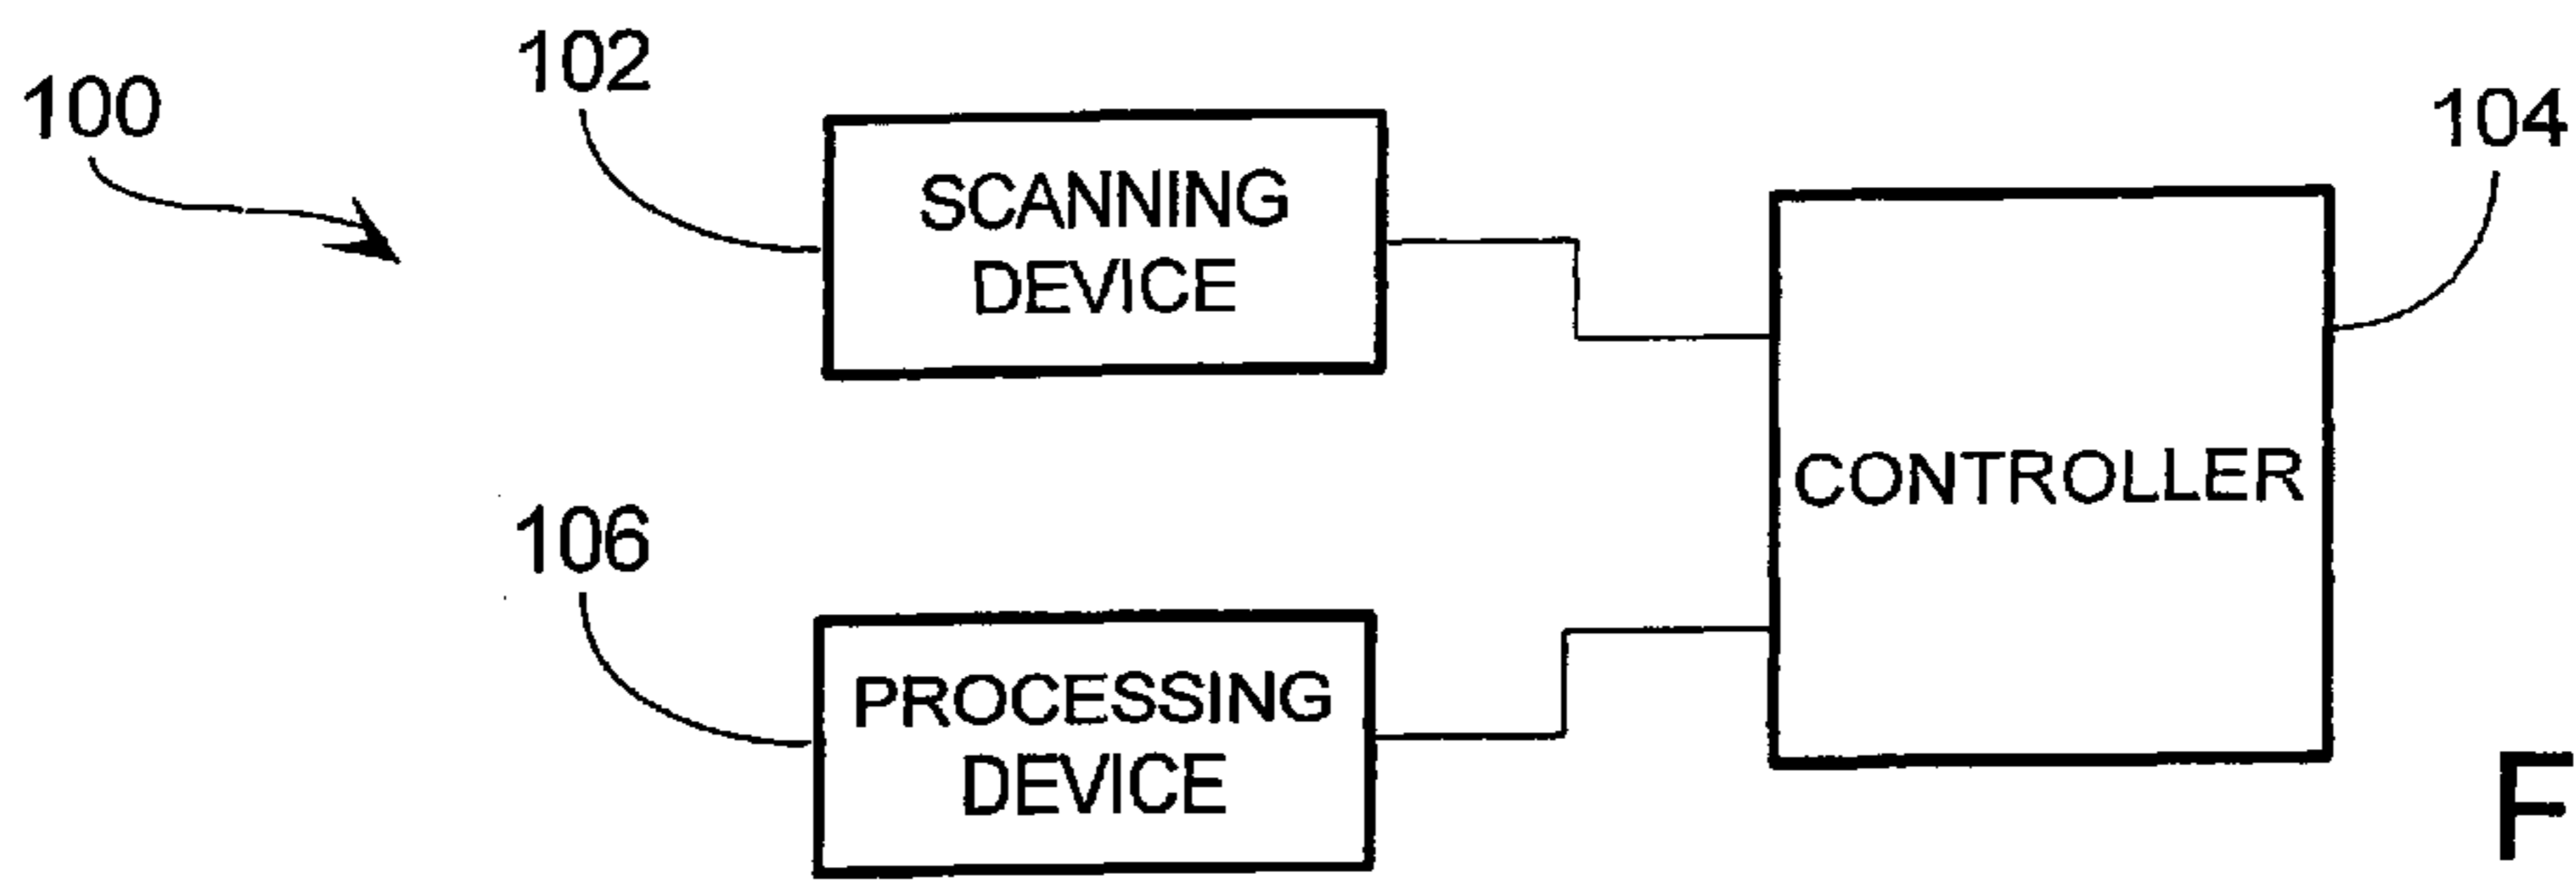 100
102
SCANNING
DEVICE
104
CONTROLLER
106
PROCESSING
DEVICE
F